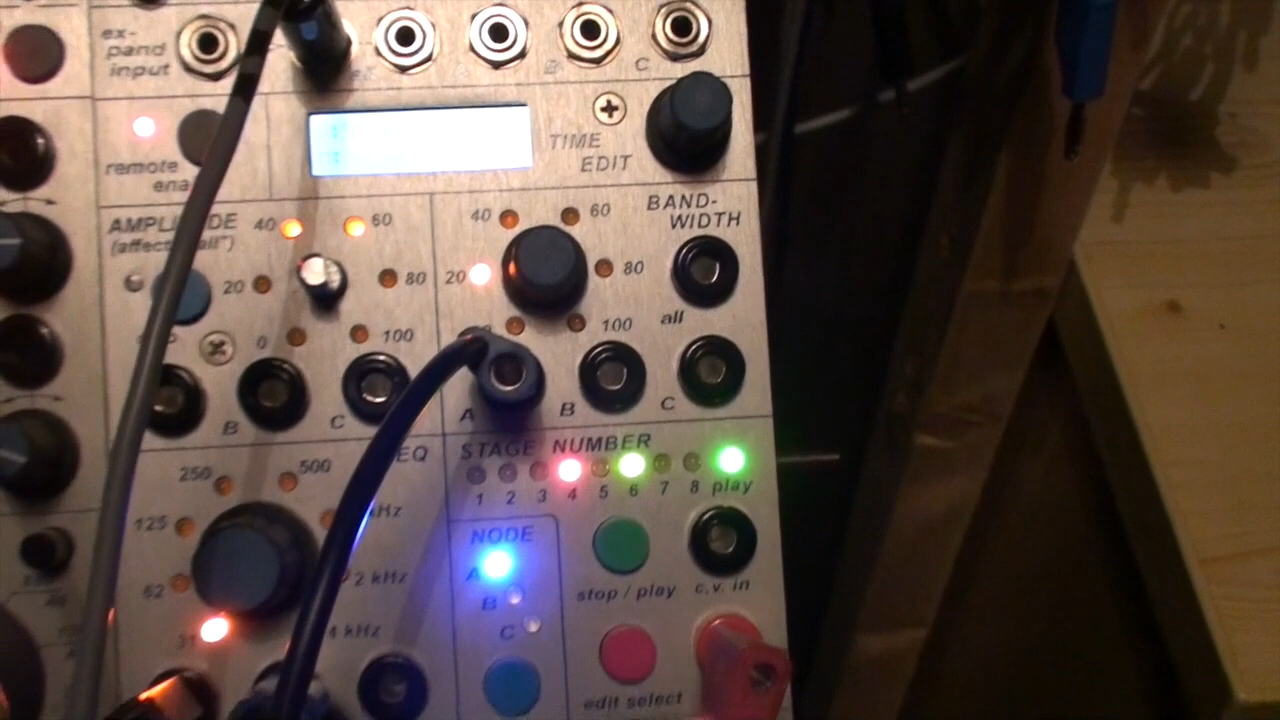 ex-
pand
input
B
C
TIME
EDIT
remote
ena
AMPLITUDE
(affect "all")
40 60
20 80
0 100
B C
40 60
20 80
100
BAND-
WIDTH
all
A B C
EQ
250 500
125
62 2 kHz
31 4 kHz
STAGE NUMBER
1 2 3 4 5 6 7 8 play
NODE
A
B
C
stop / play
c.v. in
edit select